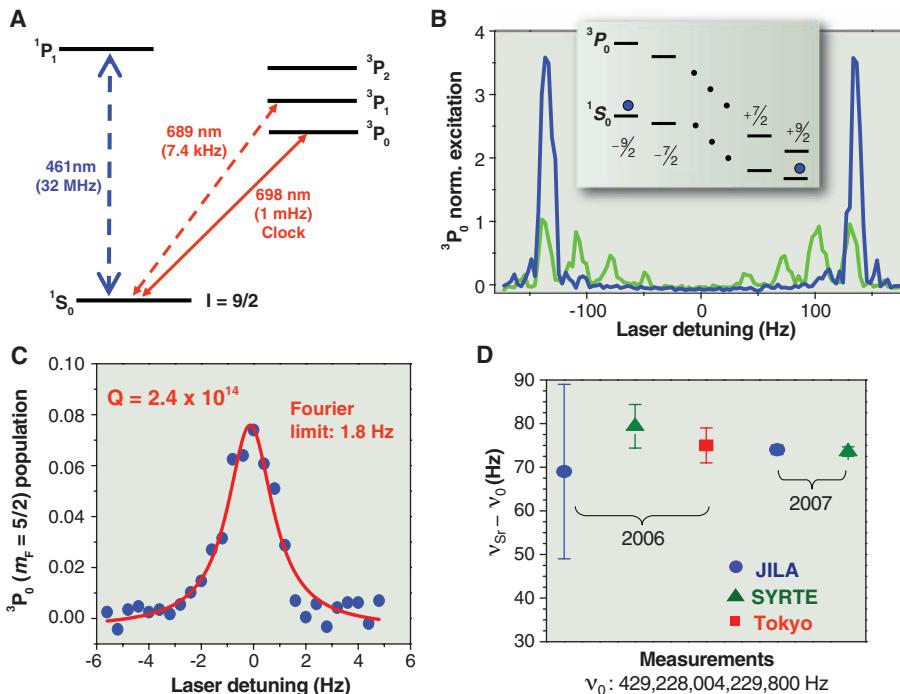 A
¹P₁
³P₂
³P₁
³P₀
689 nm
(7.4 kHz)
461nm
(32 MHz)
698 nm
(1 mHz)
Clock
¹S₀
I = 9/2
B
³P₀ norm. excitation
4
3
2
1
0
³P₀
¹S₀
−9/2
−7/2
+7/2
+9/2
-100
0
100
Laser detuning (Hz)
C
³P₀ (m_F = 5/2) population
0.10
0.08
0.06
0.04
0.02
0.00
Q = 2.4 x 10¹⁴
Fourier
limit: 1.8 Hz
-6 -4 -2 0 2 4 6
Laser detuning (Hz)
D
ν_Sr – ν₀ (Hz)
90
80
70
60
50
40
30
2006
2007
JILA
SYRTE
Tokyo
Measurements
ν₀ : 429,228,004,229,800 Hz